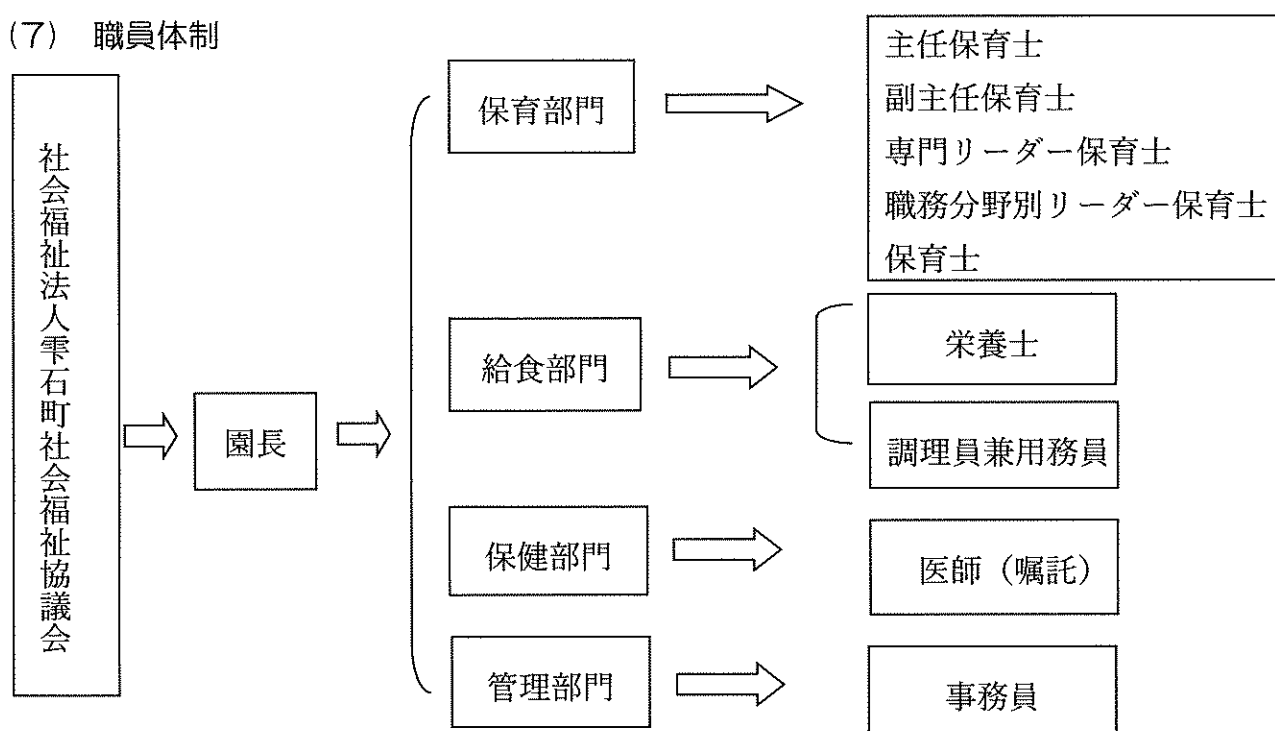 (7) 職員体制
社会福祉法人雫石町社会福祉協議会
園長
保育部門
主任保育士
副主任保育士
専門リーダー保育士
職務分野別リーダー保育士
保育士
給食部門
栄養士
調理員兼用務員
保健部門
医師（嘱託）
管理部門
事務員